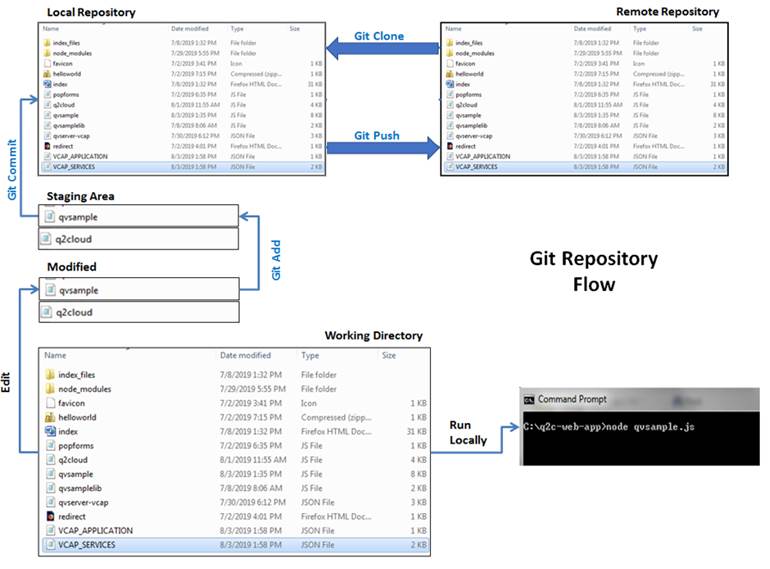 Local Repository
Remote Repository
Name Date modified Type Size
index_files 7/8/2019 1:32 PM File folder
node_modules 7/29/2019 5:55 PM File folder
favicon 7/2/2019 3:41 PM Icon 1 KB
helloworld 7/2/2019 7:15 PM Compressed (zipp... 1 KB
index 7/8/2019 1:32 PM Firefox HTML Doc... 31 KB
popforms 7/2/2019 6:35 PM JS File 1 KB
q2cloud 8/1/2019 11:55 AM JS File 4 KB
qvsample 8/3/2019 1:35 PM JS File 8 KB
qvsamplelib 7/18/2019 8:06 AM JS File 2 KB
qvserver-vcap 7/30/2019 6:12 PM JSON File 3 KB
redirect 7/2/2019 4:01 PM Firefox HTML Doc... 1 KB
VCAP_APPLICATION 8/3/2019 1:58 PM JSON File 1 KB
VCAP_SERVICES 8/3/2019 1:58 PM JSON File 2 KB
Git Clone
Git Push
Name Date modified Type Size
index_files 7/8/2019 1:32 PM File folder
node_modules 7/29/2019 5:55 PM File folder
favicon 7/2/2019 3:41 PM Icon 1 KB
helloworld 7/2/2019 7:15 PM Compressed (zipp... 1 KB
index 7/8/2019 1:32 PM Firefox HTML Doc... 31 KB
popforms 7/2/2019 6:35 PM JS File 1 KB
q2cloud 8/1/2019 11:55 AM JS File 4 KB
qvsample 8/3/2019 1:35 PM JS File 8 KB
qvsamplelib 7/18/2019 8:06 AM JS File 2 KB
qvserver-vcap 7/30/2019 6:12 PM JSON File 3 KB
redirect 7/2/2019 4:01 PM Firefox HTML Doc... 1 KB
VCAP_APPLICATION 8/3/2019 1:58 PM JSON File 1 KB
VCAP_SERVICES 8/3/2019 1:58 PM JSON File 2 KB
Git Commit
Staging Area
qvsample
q2cloud
Git Add
Modified
qvsample
q2cloud
Git Repository
Flow
Edit
Working Directory
Name Date modified Type Size
index_files 7/8/2019 1:32 PM File folder
node_modules 7/29/2019 5:55 PM File folder
favicon 7/2/2019 3:41 PM Icon 1 KB
helloworld 7/2/2019 7:15 PM Compressed (zipp... 1 KB
index 7/8/2019 1:32 PM Firefox HTML Doc... 31 KB
popforms 7/2/2019 6:35 PM JS File 1 KB
q2cloud 8/1/2019 11:55 AM JS File 4 KB
qvsample 8/3/2019 1:35 PM JS File 8 KB
qvsamplelib 7/18/2019 8:06 AM JS File 2 KB
qvserver-vcap 7/30/2019 6:12 PM JSON File 3 KB
redirect 7/2/2019 4:01 PM Firefox HTML Doc... 1 KB
VCAP_APPLICATION 8/3/2019 1:58 PM JSON File 1 KB
VCAP_SERVICES 8/3/2019 1:58 PM JSON File 2 KB
Run
Locally
Command Prompt
C:\q2c-web-app>node qvsample.js